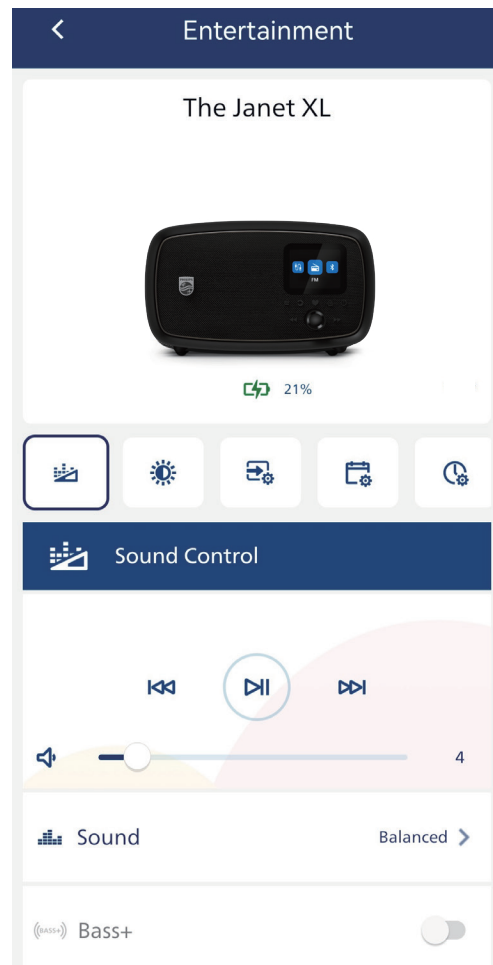 Entertainment
The Janet XL
FM
21%
Sound Control
4
Sound Balanced
BASS+ Bass+